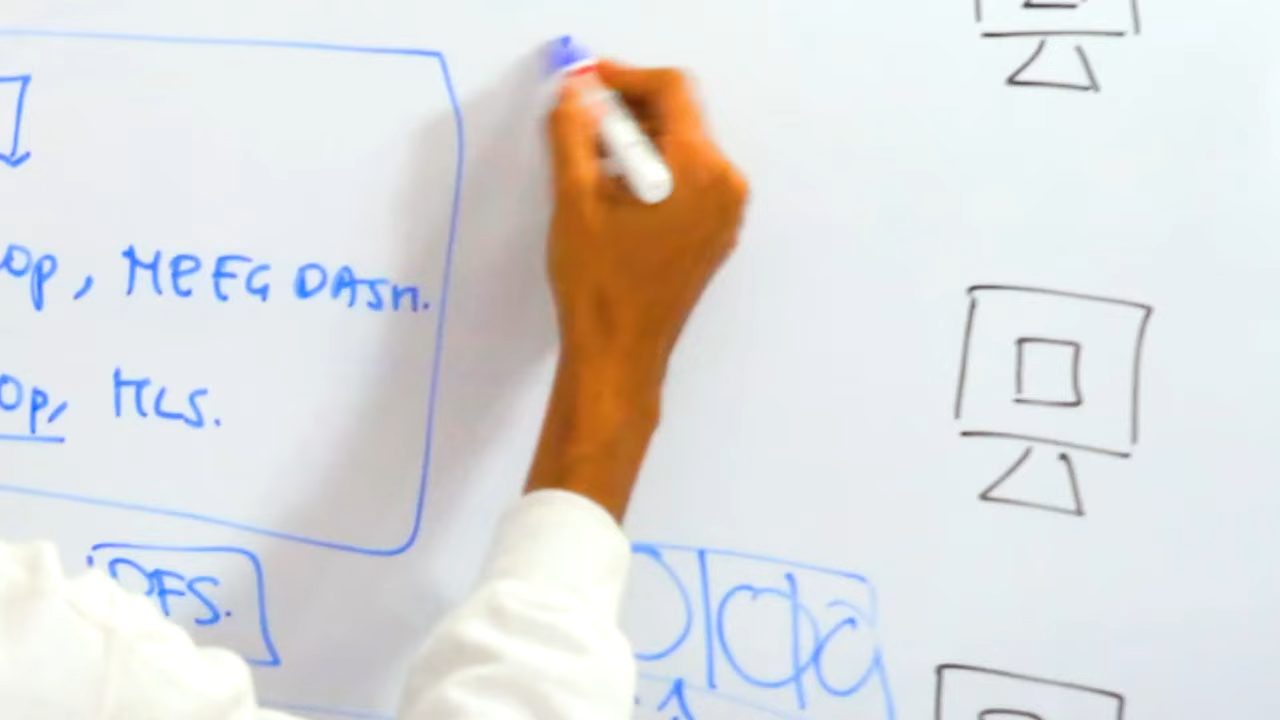 op, MPEG DASH.
op, HLS.
DFS.